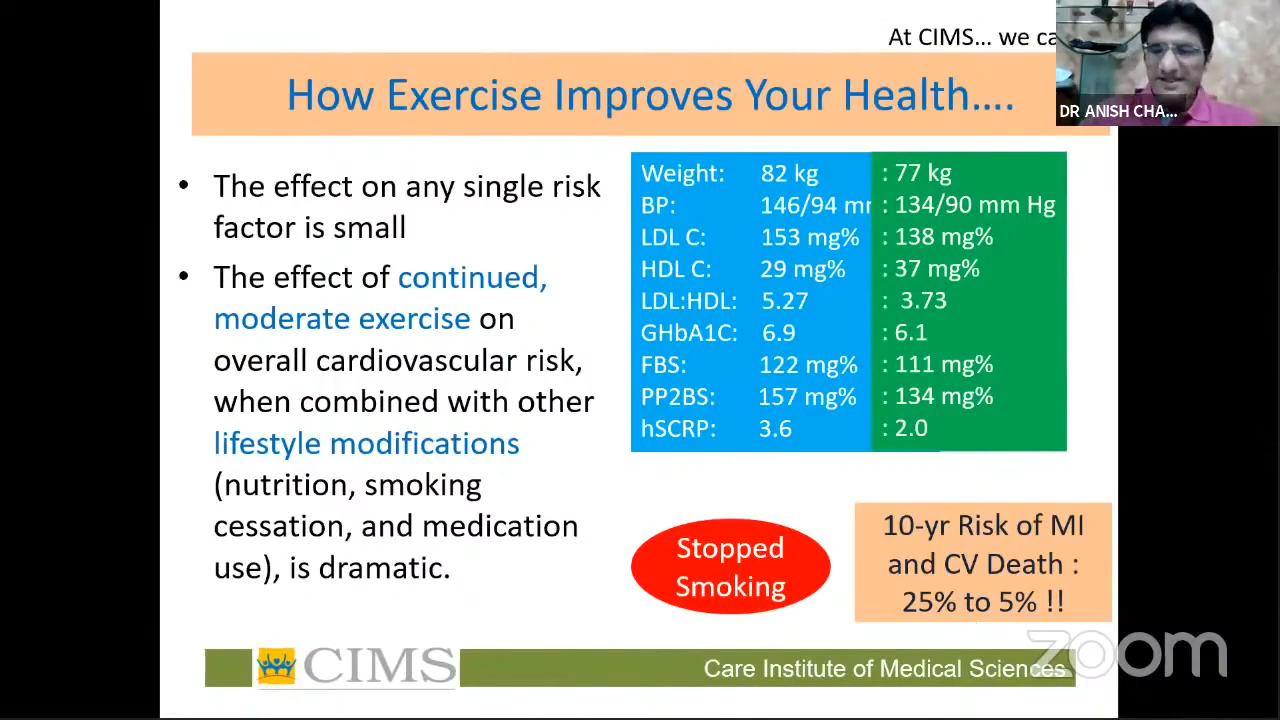 At CIMS... we ca
How Exercise Improves Your Health....
DR ANISH CHA...
• The effect on any single risk
factor is small
• The effect of continued,
moderate exercise on
overall cardiovascular risk,
when combined with other
lifestyle modifications
(nutrition, smoking
cessation, and medication
use), is dramatic.
Weight: 82 kg : 77 kg
BP: 146/94 mm : 134/90 mm Hg
LDL C: 153 mg% : 138 mg%
HDL C: 29 mg% : 37 mg%
LDL:HDL: 5.27 : 3.73
GHbA1C: 6.9 : 6.1
FBS: 122 mg% : 111 mg%
PP2BS: 157 mg% : 134 mg%
hSCRP: 3.6 : 2.0
Stopped
Smoking
10-yr Risk of MI
and CV Death :
25% to 5% !!
CIMS
Care Institute of Medical Sciences
zoom